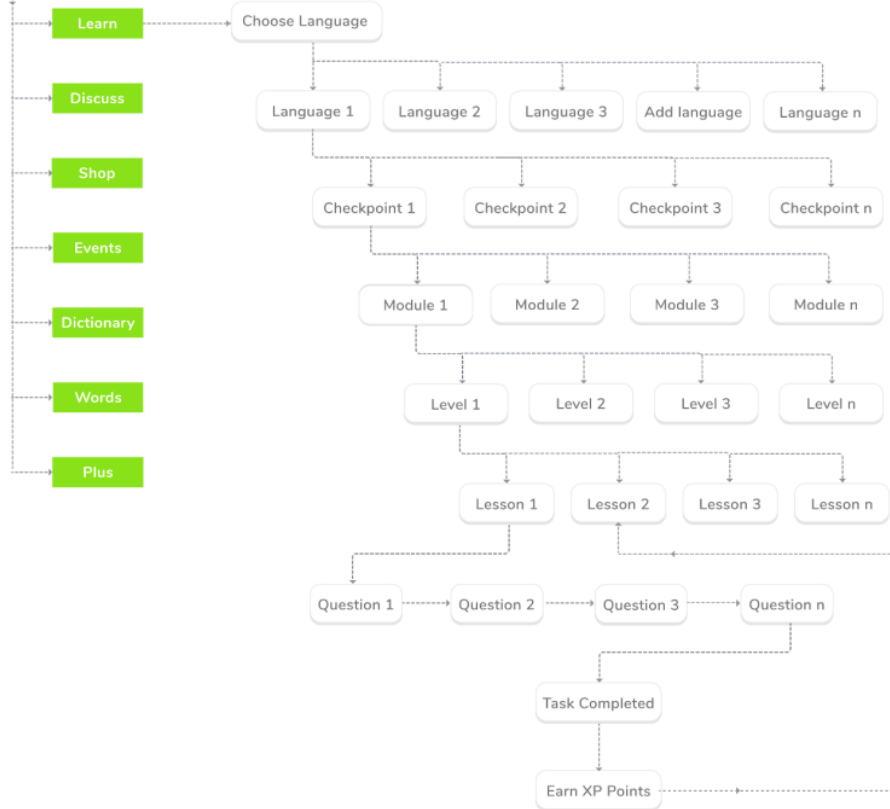 Learn
Choose Language
Discuss
Language 1
Language 2
Language 3
Add language
Language n
Shop
Checkpoint 1
Checkpoint 2
Checkpoint 3
Checkpoint n
Events
Module 1
Module 2
Module 3
Module n
Dictionary
Words
Level 1
Level 2
Level 3
Level n
Plus
Lesson 1
Lesson 2
Lesson 3
Lesson n
Question 1
Question 2
Question 3
Question n
Task Completed
Earn XP Points